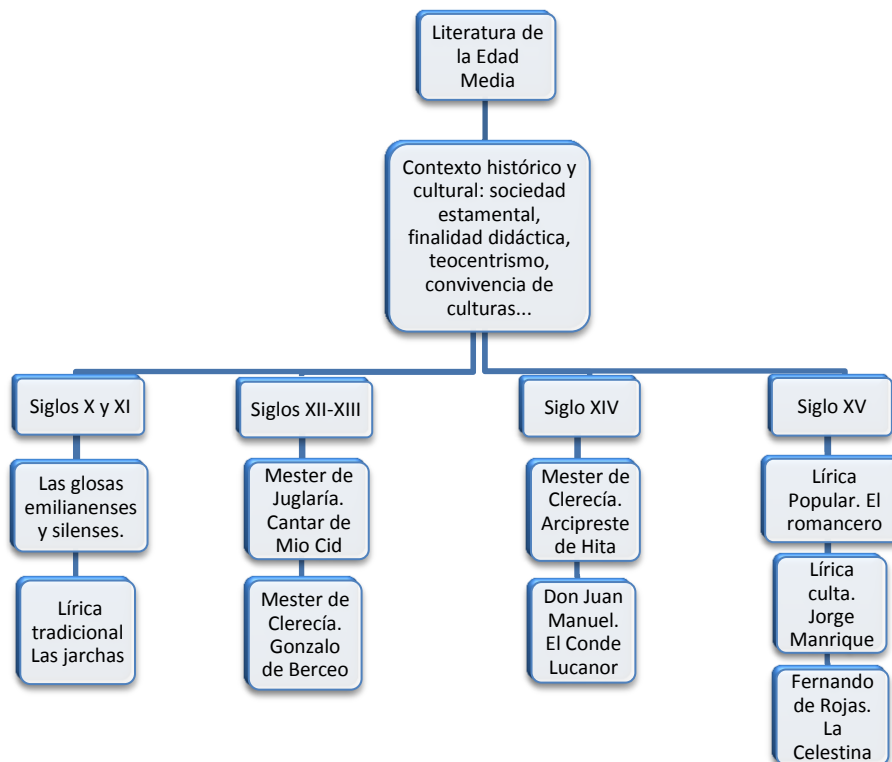 Literatura de
la Edad
Media
Contexto histórico y
cultural: sociedad
estamental,
finalidad didáctica,
teocentrismo,
convivencia de
culturas...
Siglos X y XI
Las glosas
emilianenses
y silenses.
Lírica
tradicional
Las jarchas
Siglos XII-XIII
Mester de
Juglaría.
Cantar de
Mio Cid
Mester de
Clerecía.
Gonzalo
de Berceo
Siglo XIV
Mester de
Clerecía.
Arcipreste
de Hita
Don Juan
Manuel.
El Conde
Lucanor
Siglo XV
Lírica
Popular. El
romancero
Lírica
culta.
Jorge
Manrique
Fernando
de Rojas.
La
Celestina